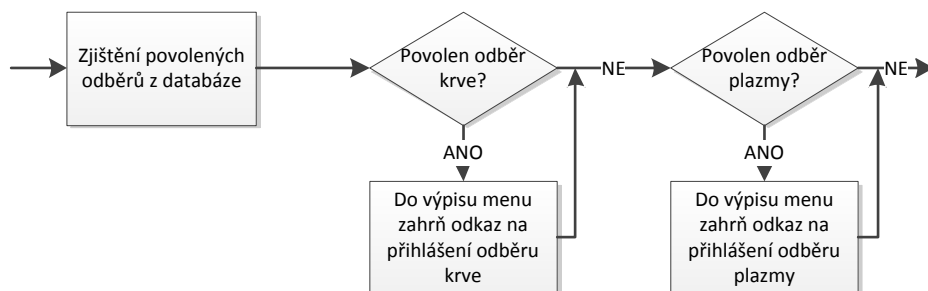 Zjištění povolených
odběrů z databáze
Povolen odběr
krve?
NE
ANO
Do výpisu menu
zahrň odkaz na
přihlášení odběru
krve
Povolen odběr
plazmy?
NE
ANO
Do výpisu menu
zahrň odkaz na
přihlášení odběru
plazmy